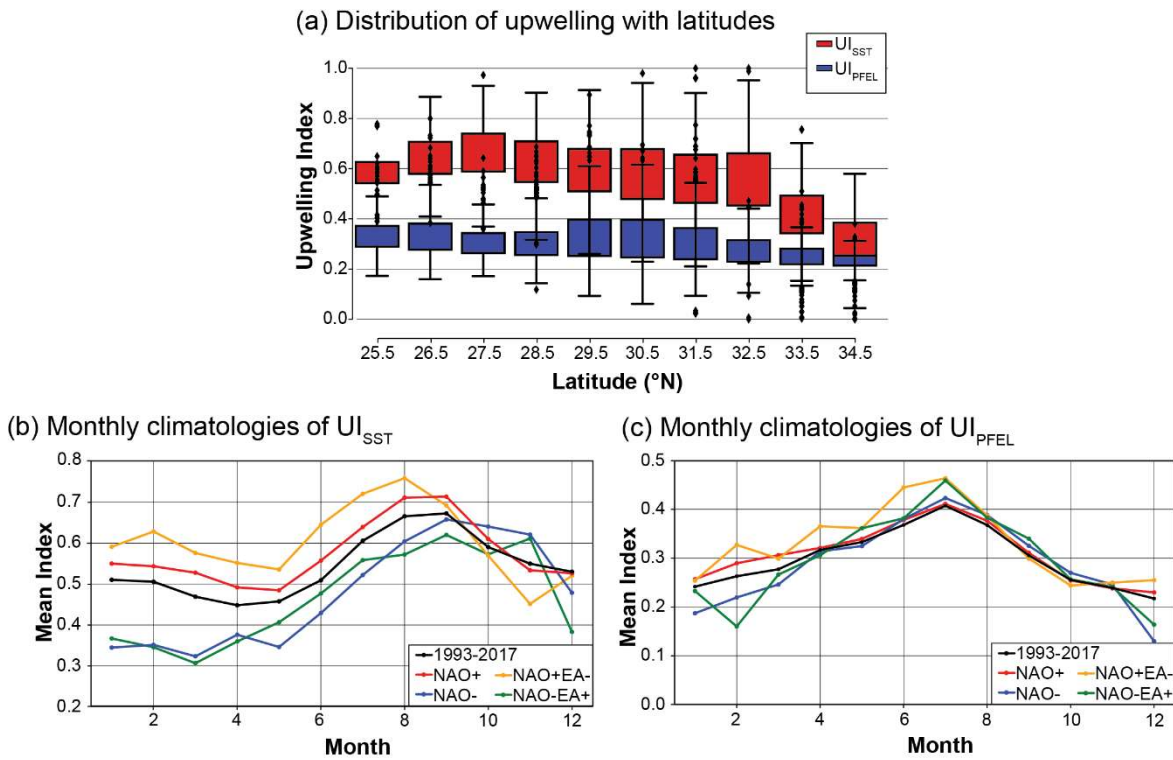 (a) Distribution of upwelling with latitudes
UI_SST
UI_PFEL
Upwelling Index
1.0
0.8
0.6
0.4
0.2
0.0
25.5 26.5 27.5 28.5 29.5 30.5 31.5 32.5 33.5 34.5
Latitude (°N)
(b) Monthly climatologies of UI_SST
Mean Index
0.8
0.7
0.6
0.5
0.4
0.3
0.2
1993-2017
NAO+ NAO+EA-
NAO- NAO-EA+
2 4 6 8 10 12
Month
(c) Monthly climatologies of UI_PFEL
Mean Index
0.5
0.4
0.3
0.2
0.1
0.0
1993-2017
NAO+ NAO+EA-
NAO- NAO-EA+
2 4 6 8 10 12
Month